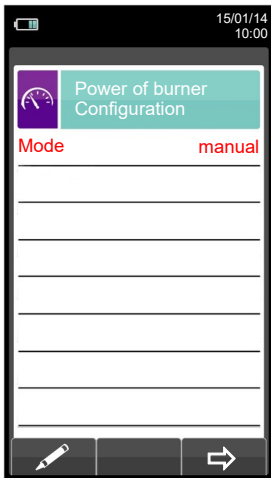 15/01/14
10:00
Power of burner
Configuration
Mode manual